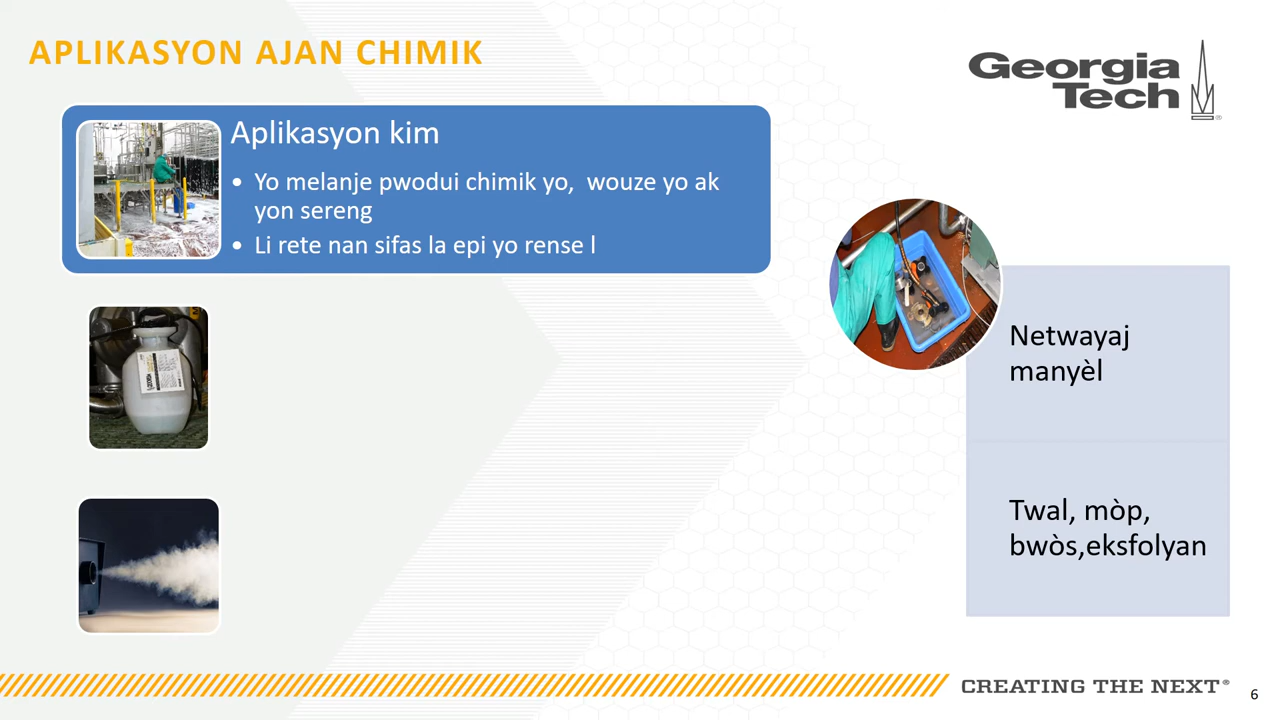 APLIKASYON AJAN CHIMIK
Georgia
Tech
Aplikasyon kim
• Yo melanje pwodui chimik yo, wouze yo ak
yon sereng
• Li rete nan sifas la epi yo rense l
Netwayaj
manyèl
Twal, mòp,
bwòs,eksfolyan
CREATING THE NEXT®
6